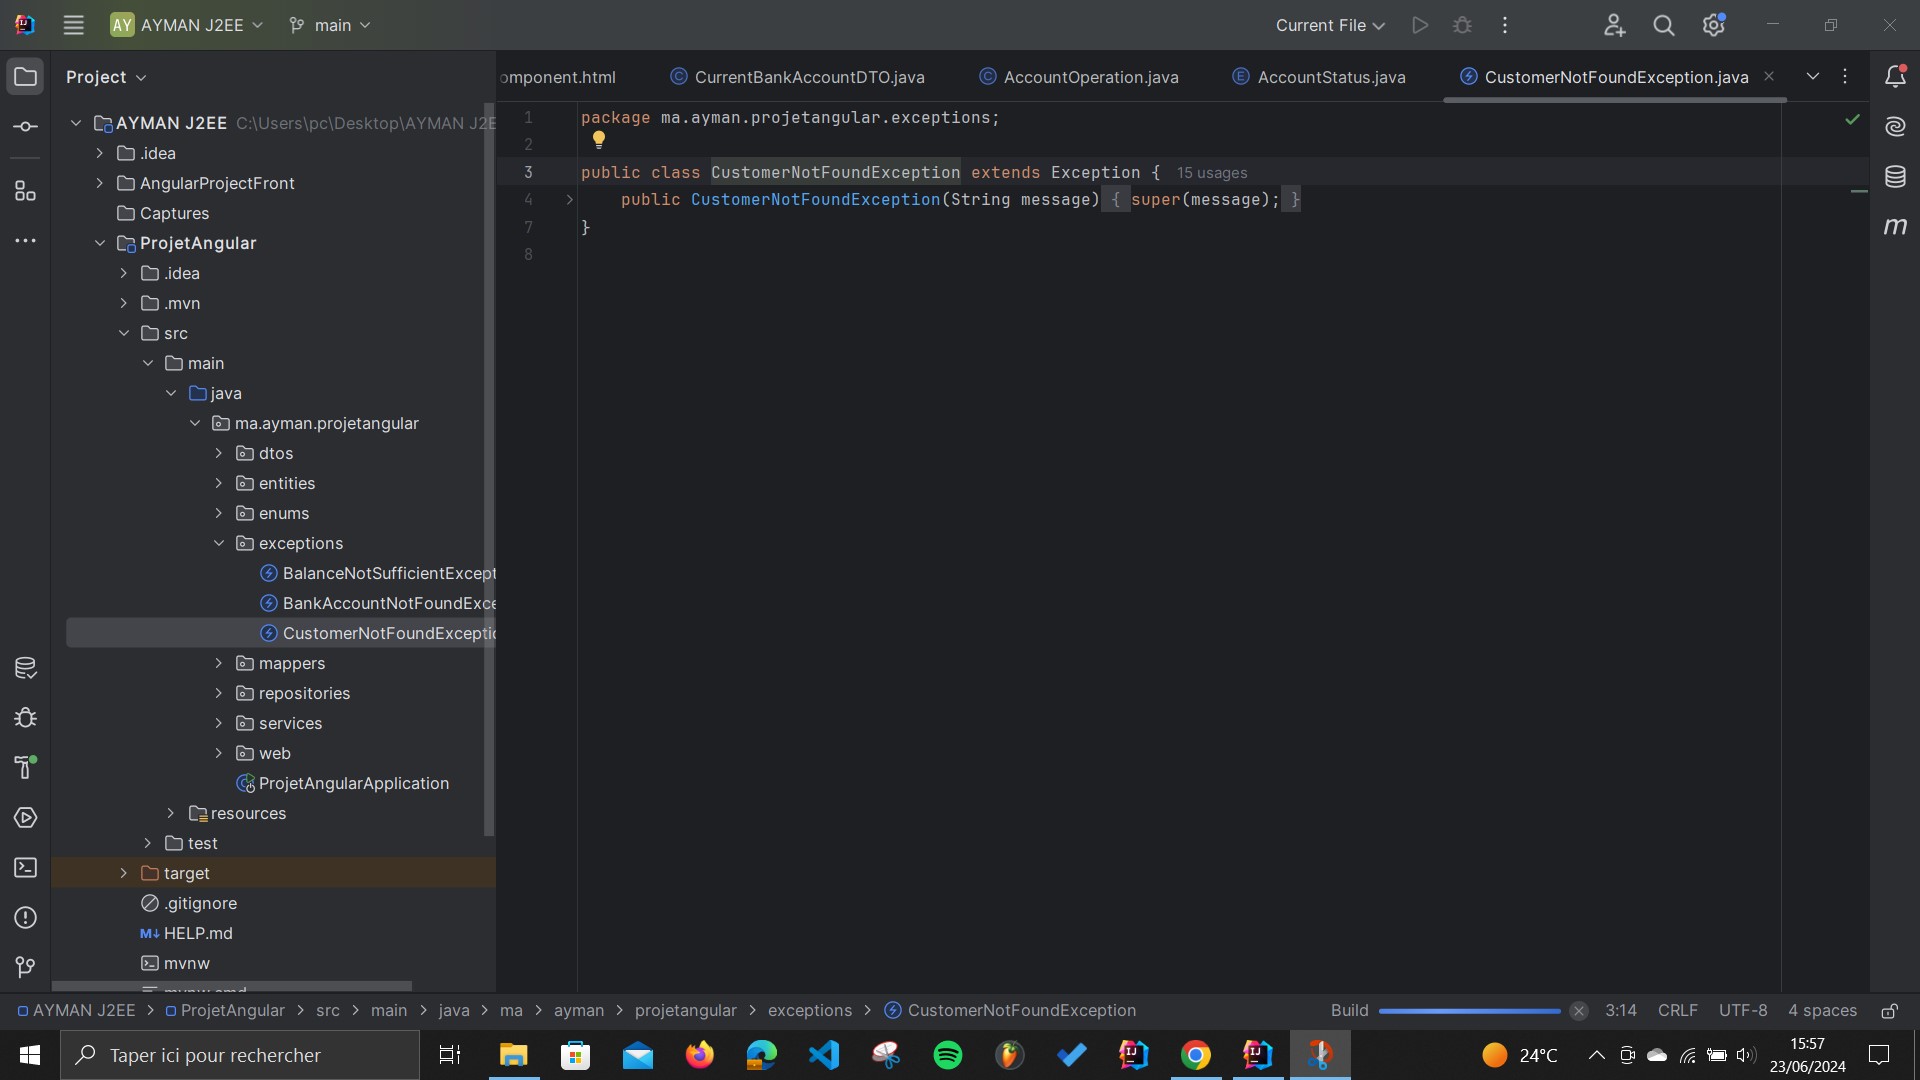 AY AYMAN J2EE main Current File
Project
omponent.html CurrentBankAccountDTO.java AccountOperation.java AccountStatus.java CustomerNotFoundException.java
AYMAN J2EE C:\Users\pc\Desktop\AYMAN J2E
.idea
AngularProjectFront
Captures
ProjetAngular
.idea
.mvn
src
main
java
ma.ayman.projetangular
dtos
entities
enums
exceptions
BalanceNotSufficientExcept
BankAccountNotFoundExce
CustomerNotFoundExceptio
mappers
repositories
services
web
ProjetAngularApplication
resources
test
target
.gitignore
M↓ HELP.md
mvnw
mvnw.cmd
1 package ma.ayman.projetangular.exceptions;
2
3 public class CustomerNotFoundException extends Exception { 15 usages
4 public CustomerNotFoundException(String message) { super(message); }
7 }
8
m
AYMAN J2EE > ProjetAngular > src > main > java > ma > ayman > projetangular > exceptions > CustomerNotFoundException Build 3:14 CRLF UTF-8 4 spaces
Taper ici pour rechercher 24°C 15:57
23/06/2024